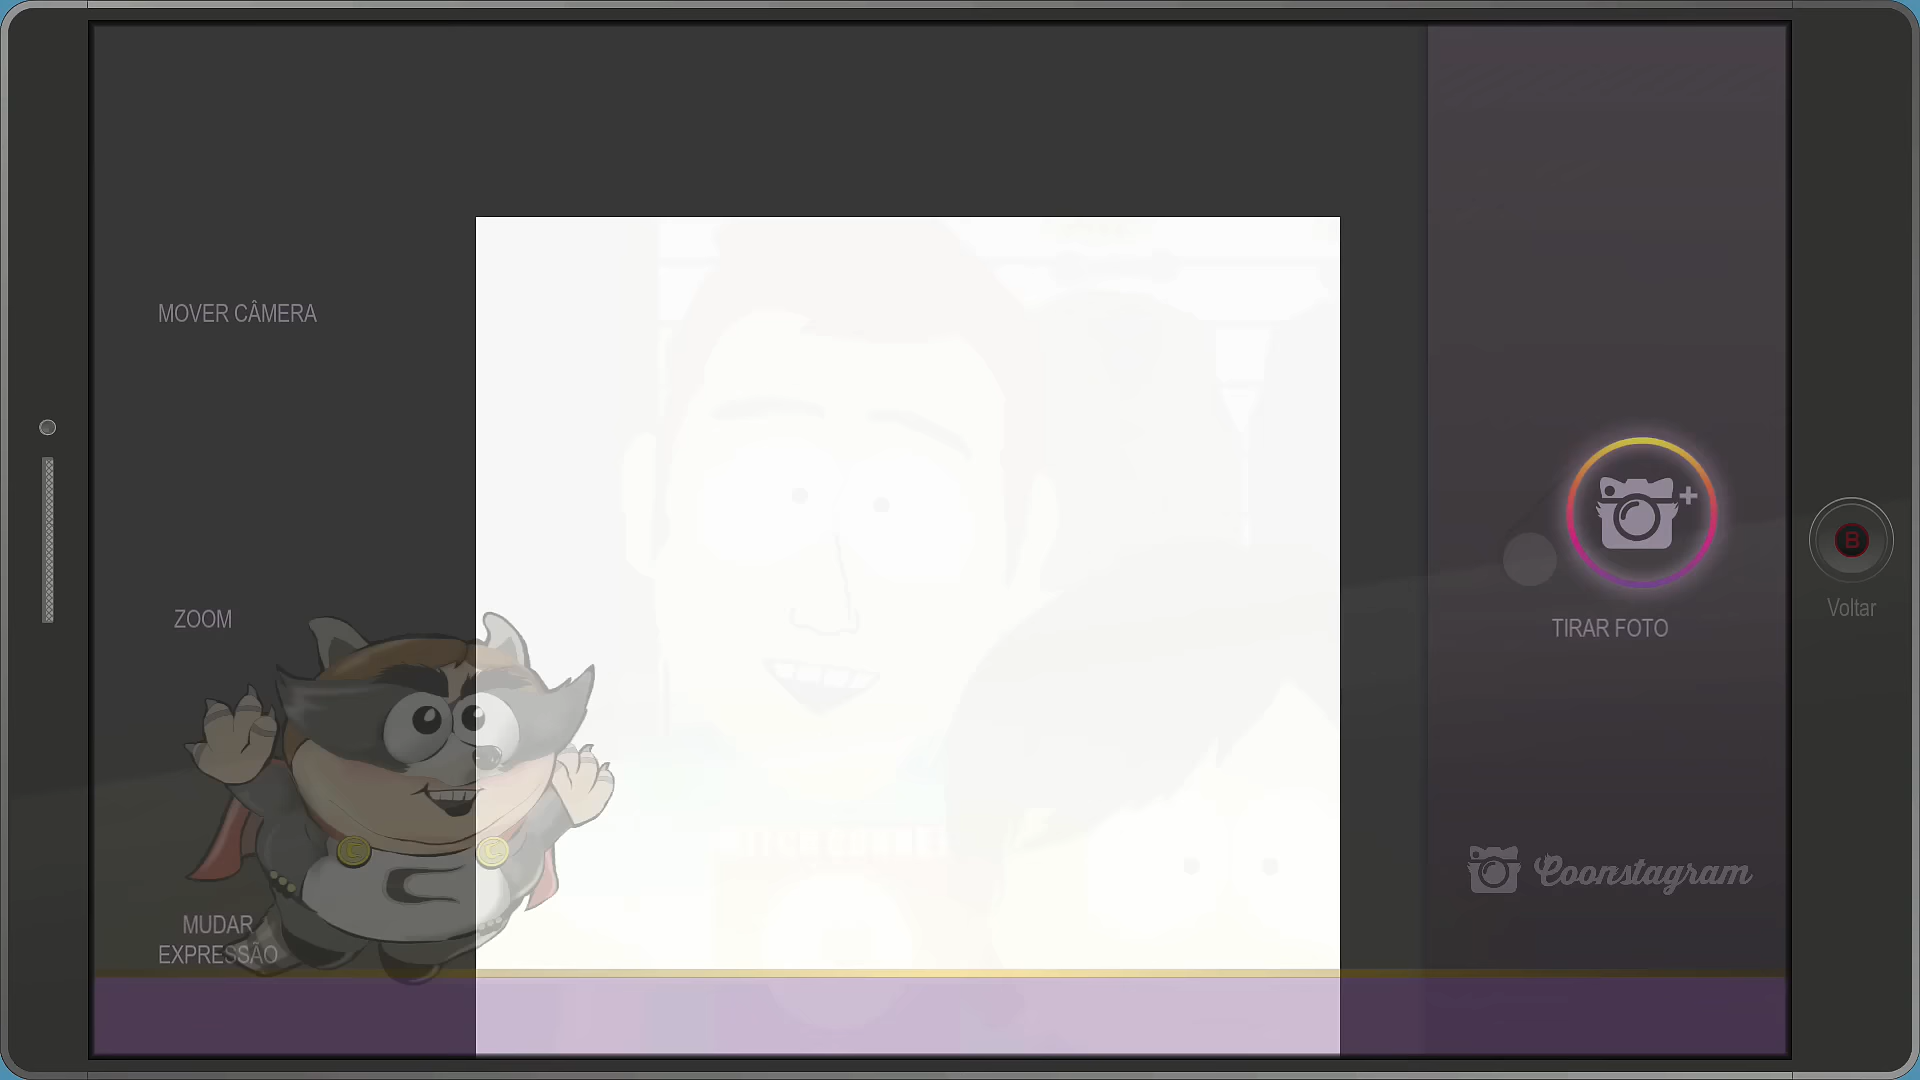 MOVER CÂMERA
ZOOM
MUDAR
EXPRESSÃO
TIRAR FOTO
B
Voltar
Coonstagram